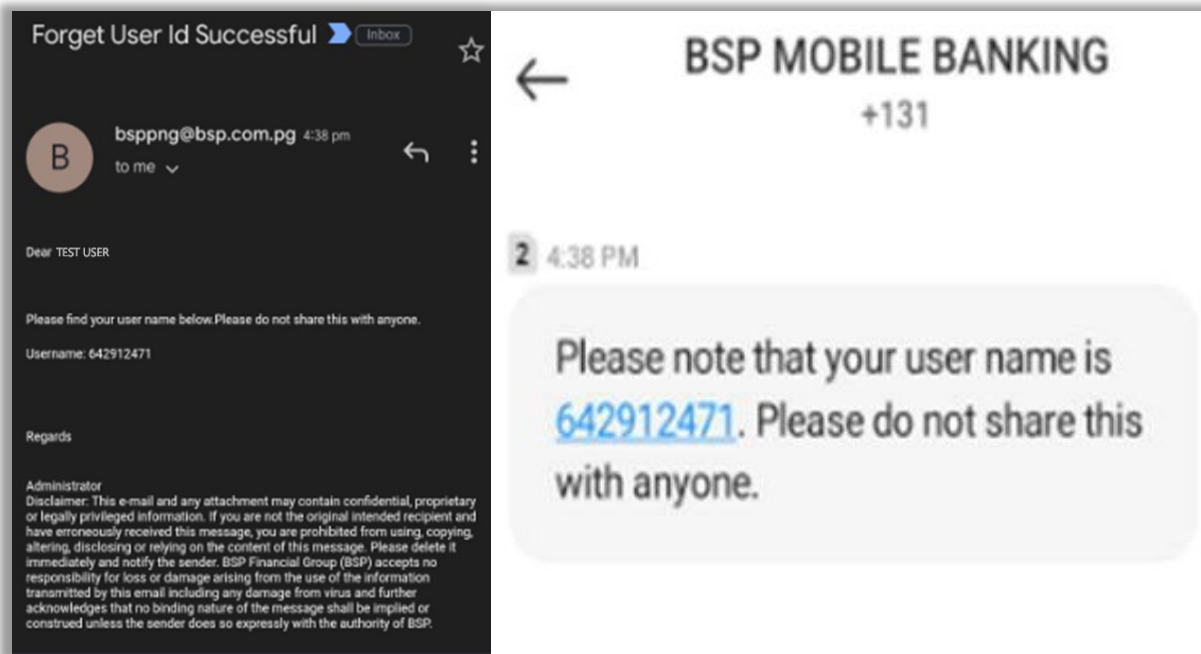 Forget User Id Successful Inbox
B
bsppng@bsp.com.pg 4:38 pm
to me
Dear TEST USER
Please find your user name below.Please do not share this with anyone.
Username: 642912471
Regards
Administrator
Disclaimer: This e-mail and any attachment may contain confidential, proprietary
or legally privileged information. If you are not the original intended recipient and
have erroneously received this message, you are prohibited from using, copying,
altering, disclosing or relying on the content of this message. Please delete it
immediately and notify the sender. BSP Financial Group (BSP) accepts no
responsibility for loss or damage arising from the use of the information
transmitted by this email including any damage from virus and further
acknowledges that no binding nature of the message shall be implied or
construed unless the sender does so expressly with the authority of BSP.
BSP MOBILE BANKING
+131
2 4:38 PM
Please note that your user name is
642912471. Please do not share this
with anyone.